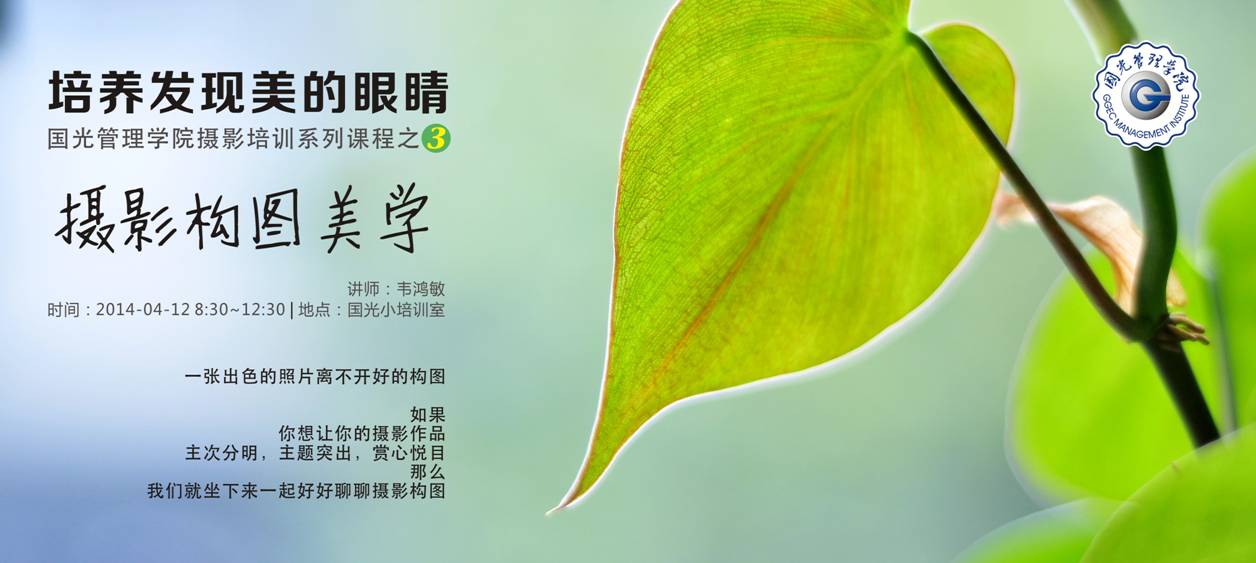 培养发现美的眼睛
国光管理学院摄影培训系列课程之3
摄影构图美学
讲师：韦鸿敏
时间：2014-04-12 8:30~12:30 | 地点：国光小培训室
一张出色的照片离不开好的构图
如果
你想让你的摄影作品
主次分明，主题突出，赏心悦目
那么
我们就坐下来一起好好聊聊摄影构图
國光管理学院
GGEC MANAGEMENT INSTITUTE